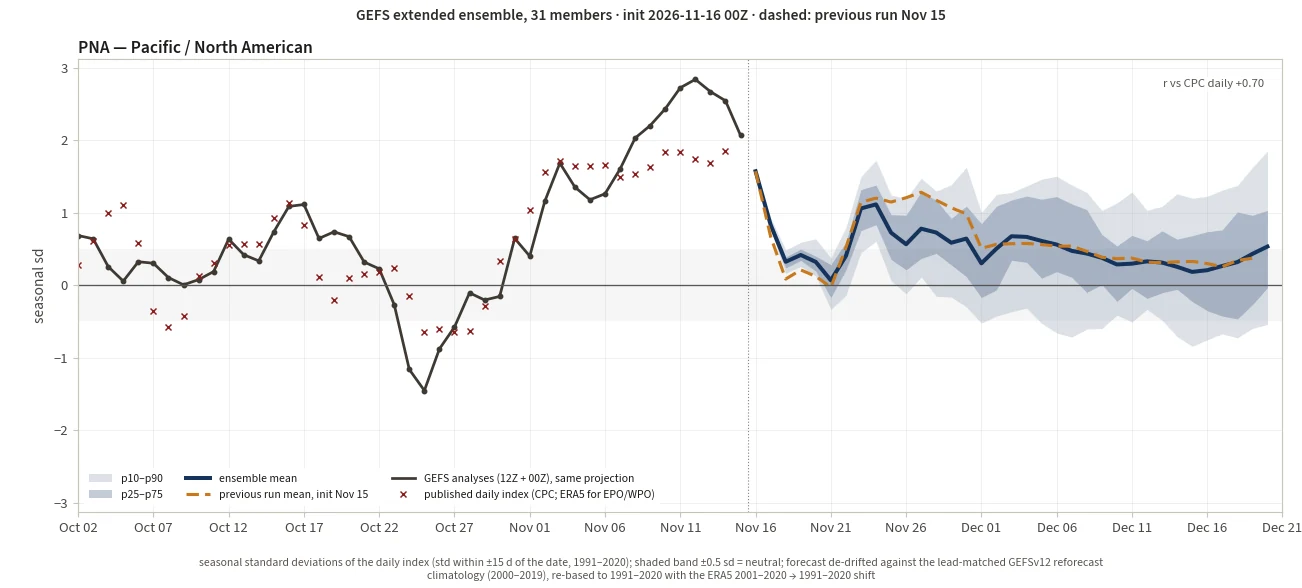 GEFS extended ensemble, 31 members · init 2026-11-16 00Z · dashed: previous run Nov 15
PNA — Pacific / North American
r vs CPC daily +0.70
seasonal sd
3
2
1
0
−1
−2
−3
p10–p90
p25–p75
ensemble mean
previous run mean, init Nov 15
GEFS analyses (12Z + 00Z), same projection
published daily index (CPC; ERA5 for EPO/WPO)
Oct 02 Oct 07 Oct 12 Oct 17 Oct 22 Oct 27 Nov 01 Nov 06 Nov 11 Nov 16 Nov 21 Nov 26 Dec 01 Dec 06 Dec 11 Dec 16 Dec 21
seasonal standard deviations of the daily index (std within ±15 d of the date, 1991–2020); shaded band ±0.5 sd = neutral; forecast de-drifted against the lead-matched GEFSv12 reforecast
climatology (2000–2019), re-based to 1991–2020 with the ERA5 2001–2020 → 1991–2020 shift